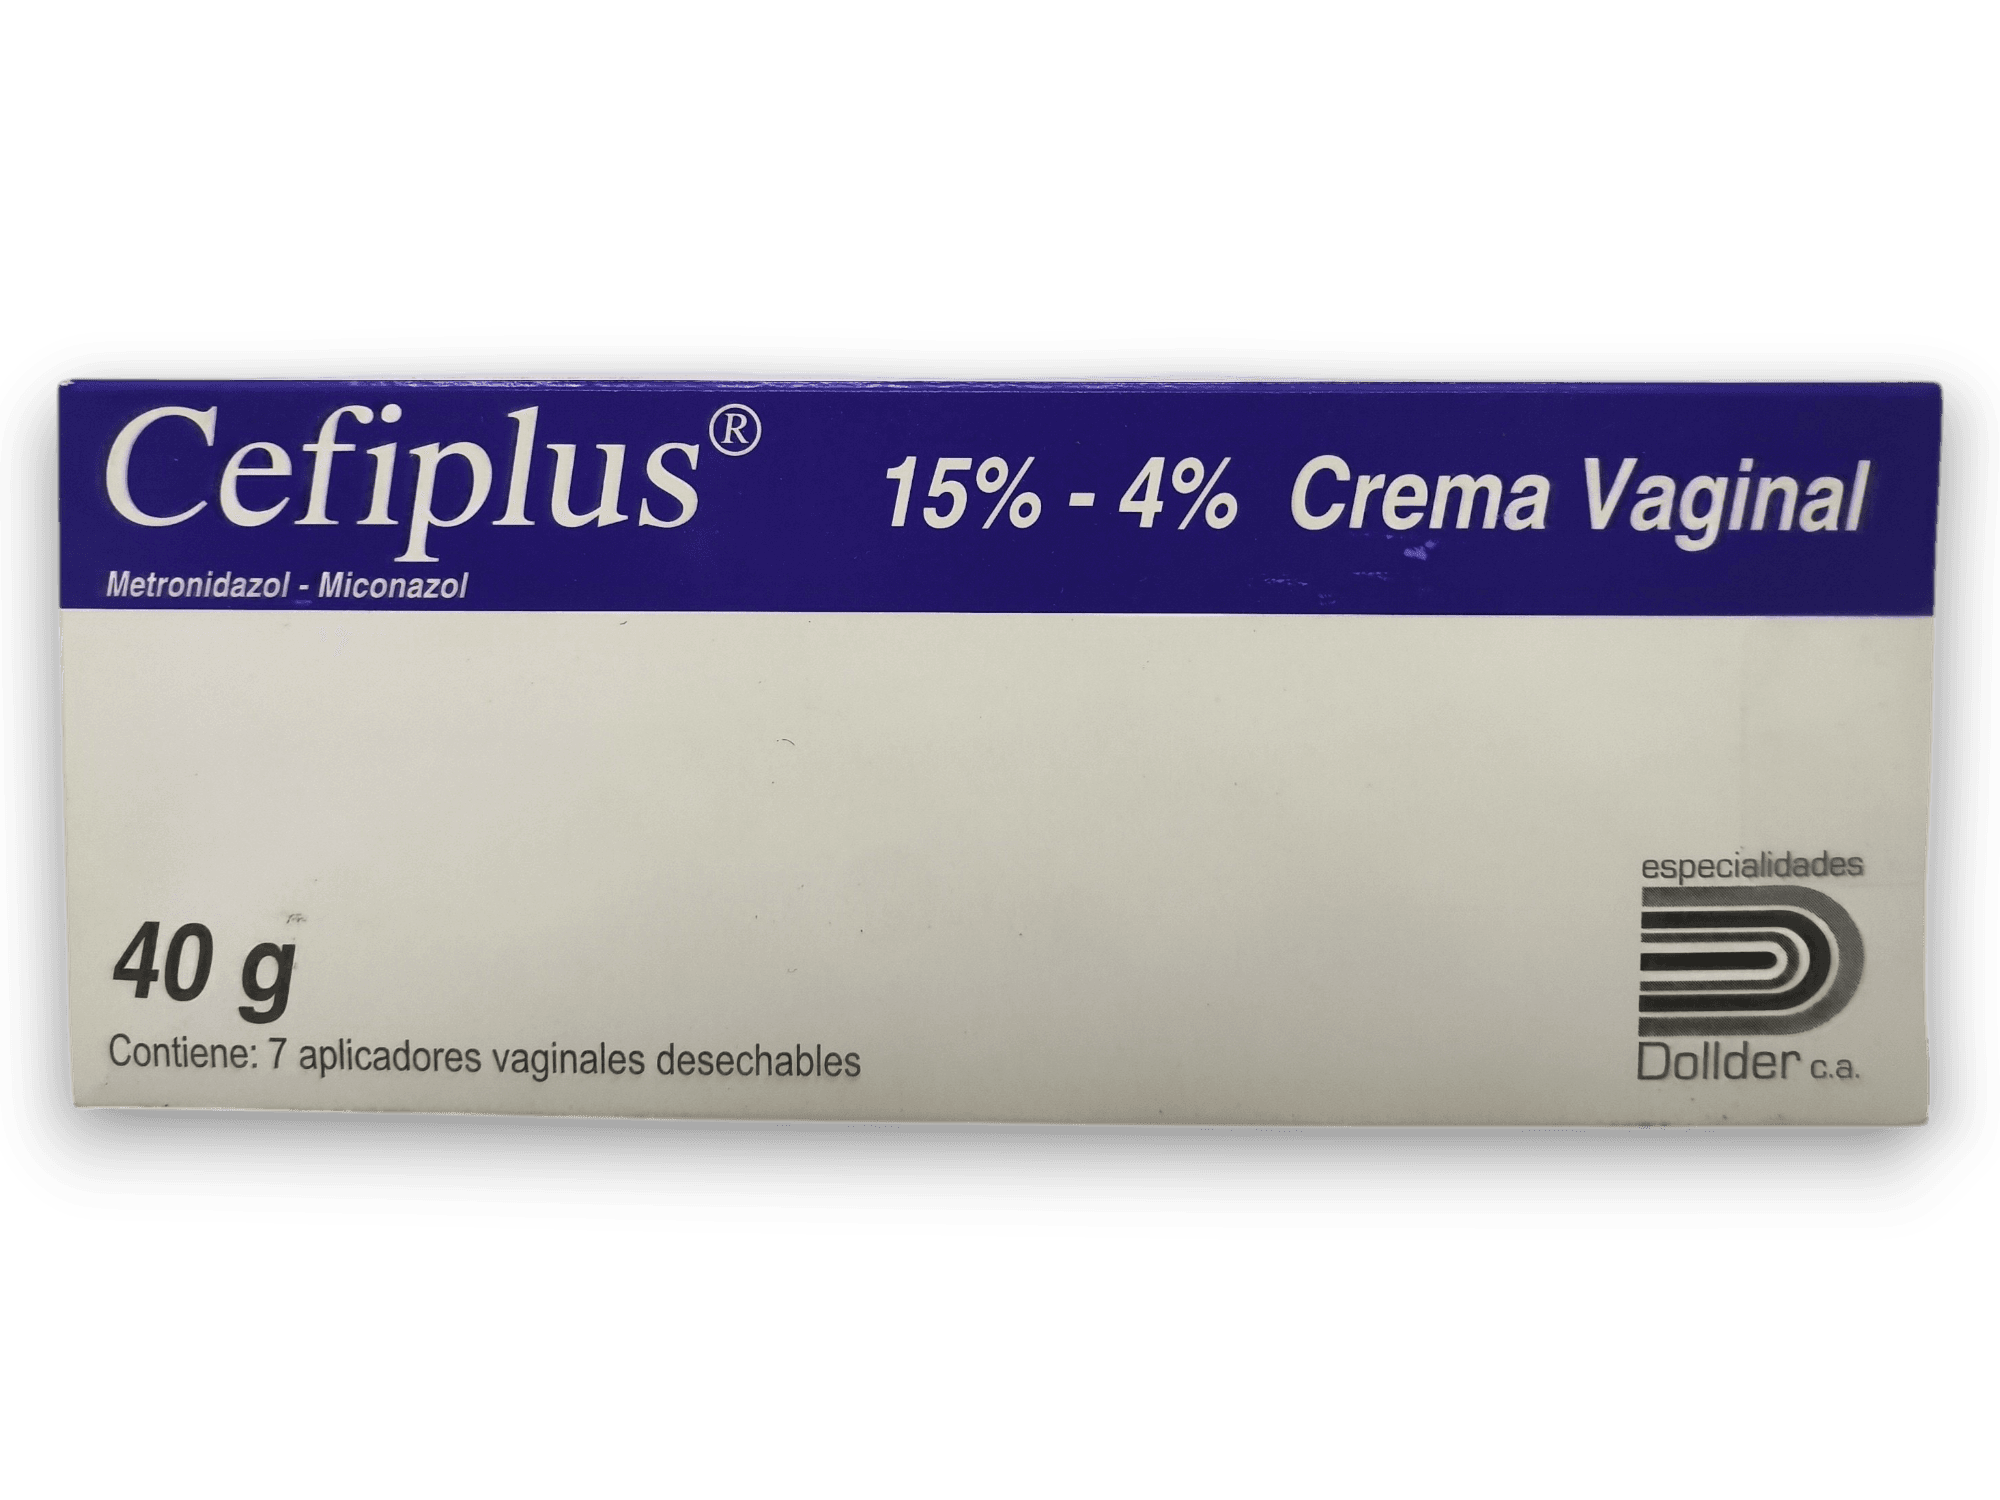 Cefiplus®
15% - 4% Crema Vaginal
Metronidazol - Miconazol
40 g
Contiene: 7 aplicadores vaginales desechables
especialidades
Dollder c.a.